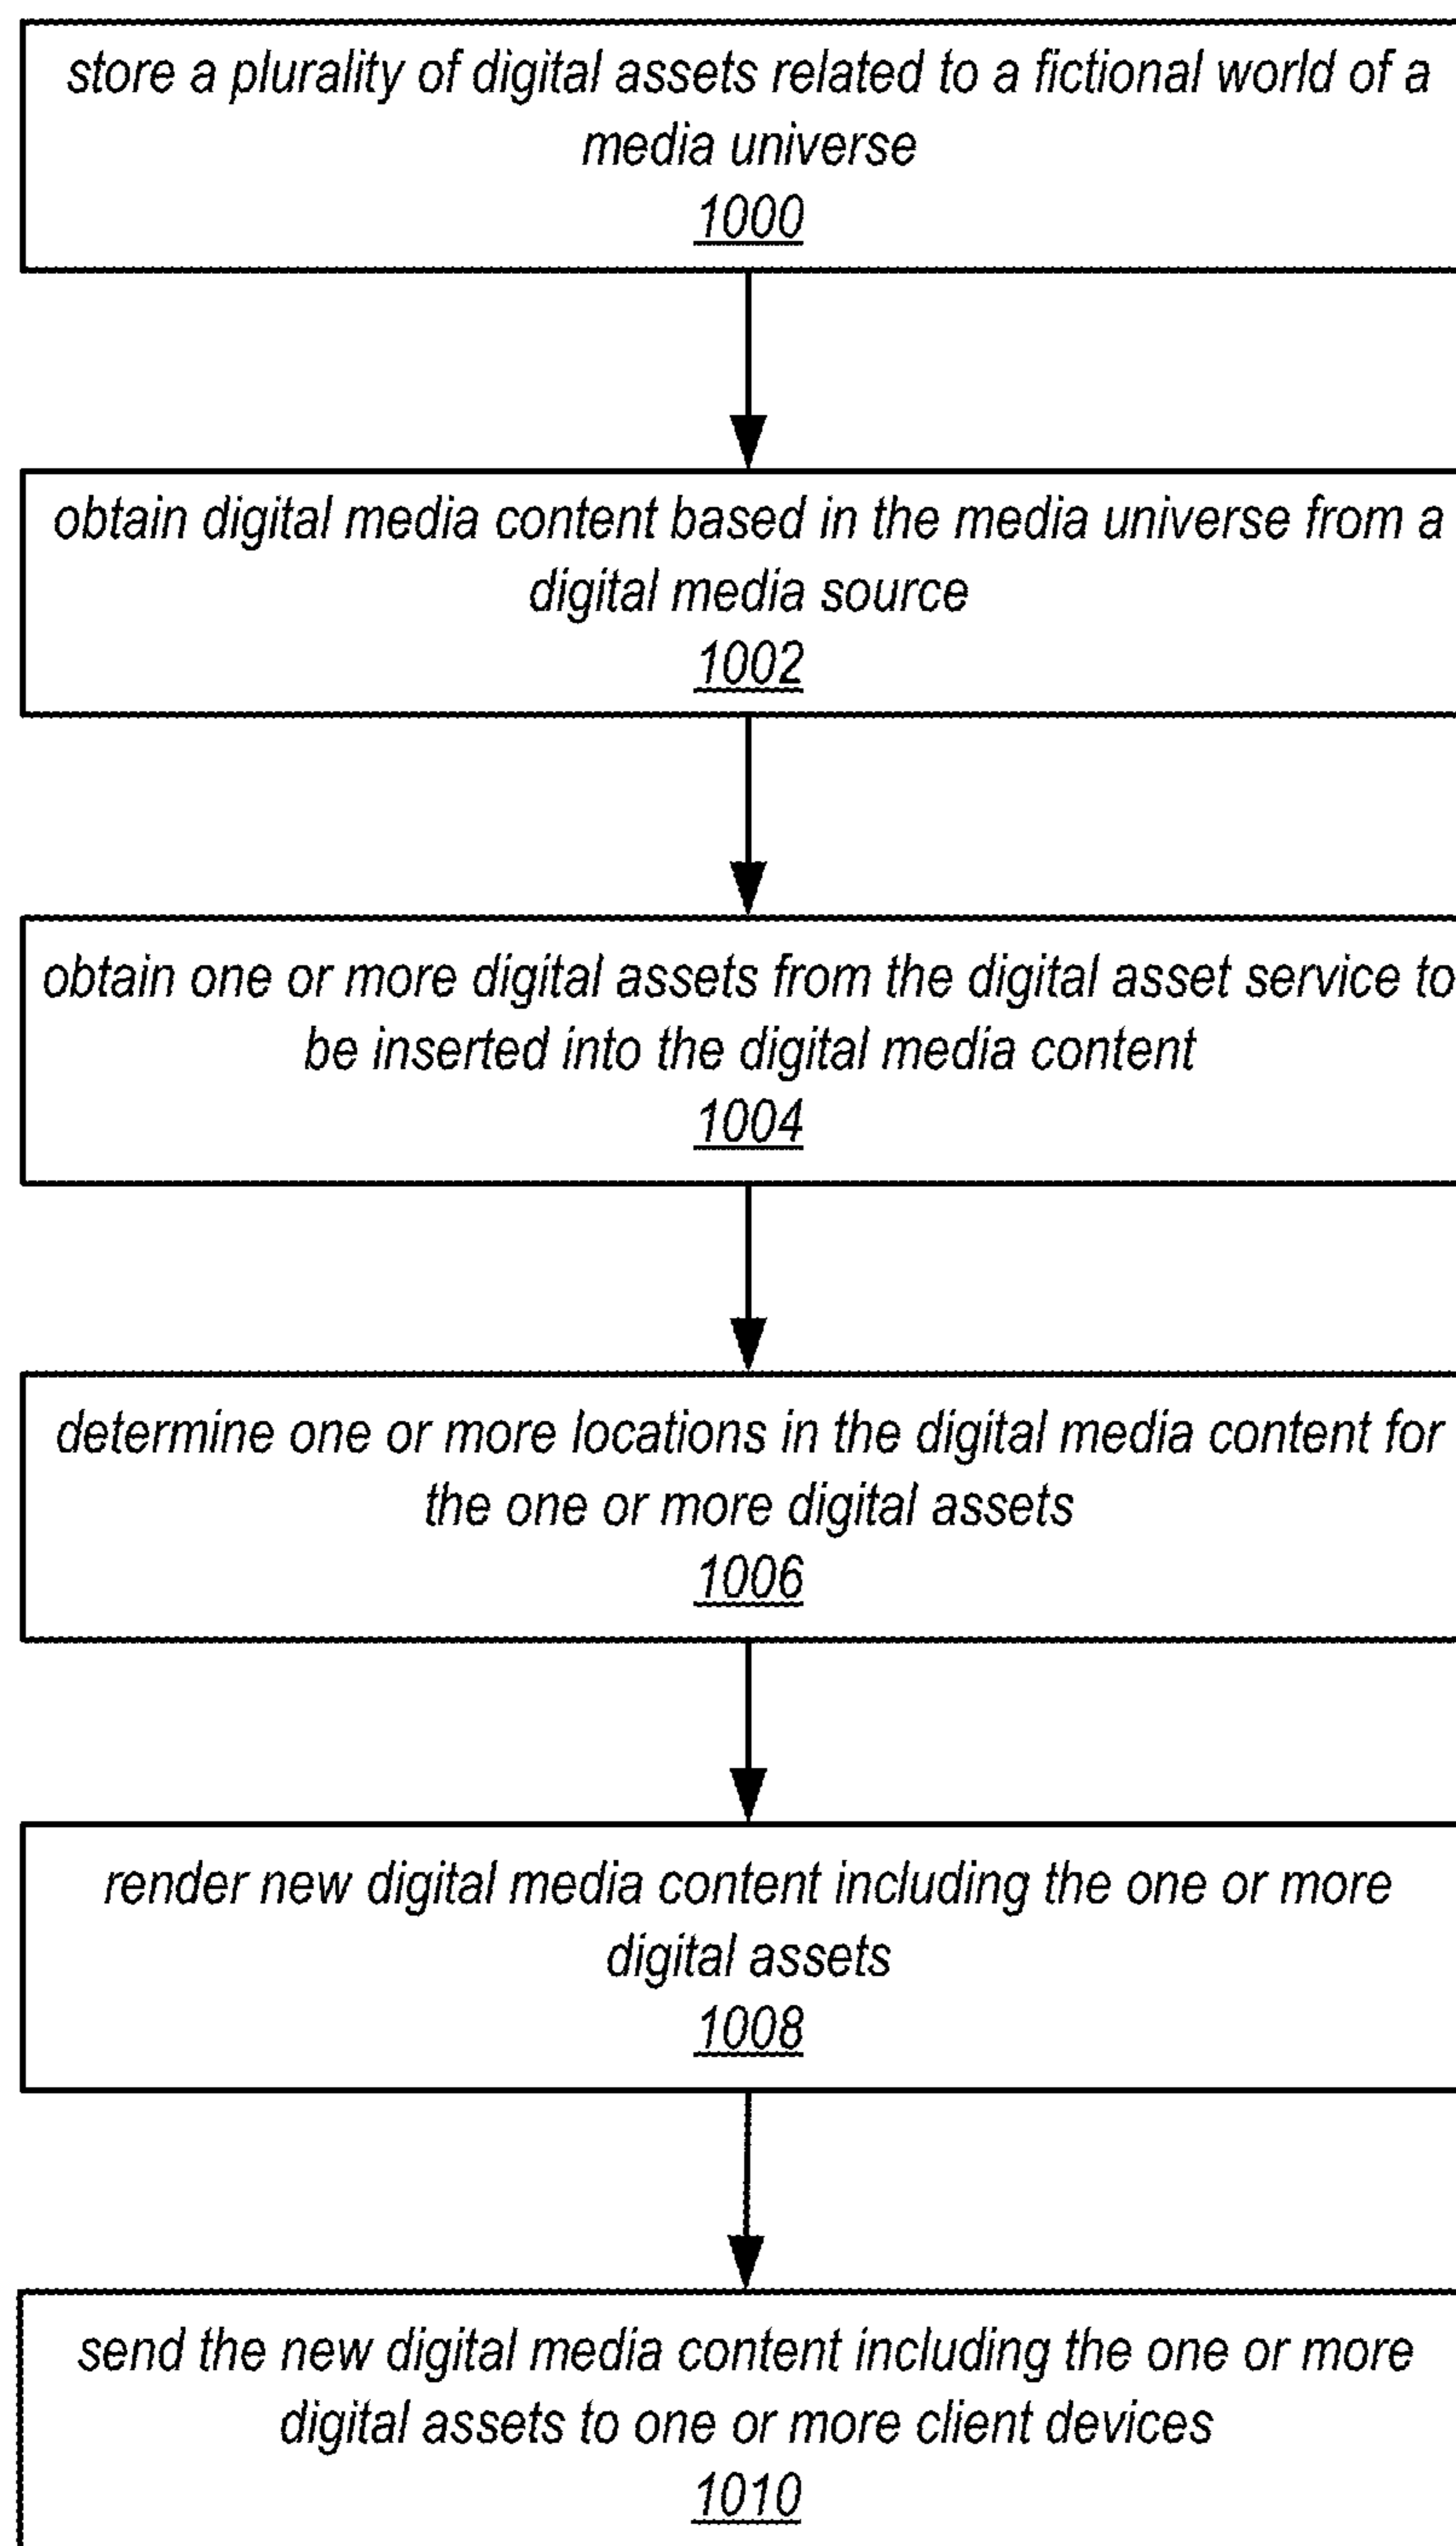 store a plurality of digital assets related to a fictional world of a
media universe
1000
obtain digital media content based in the media universe from a
digital media source
1002
obtain one or more digital assets from the digital asset service to
be inserted into the digital media content
1004
determine one or more locations in the digital media content for
the one or more digital assets
1006
render new digital media content including the one or more
digital assets
1008
send the new digital media content including the one or more
digital assets to one or more client devices
1010